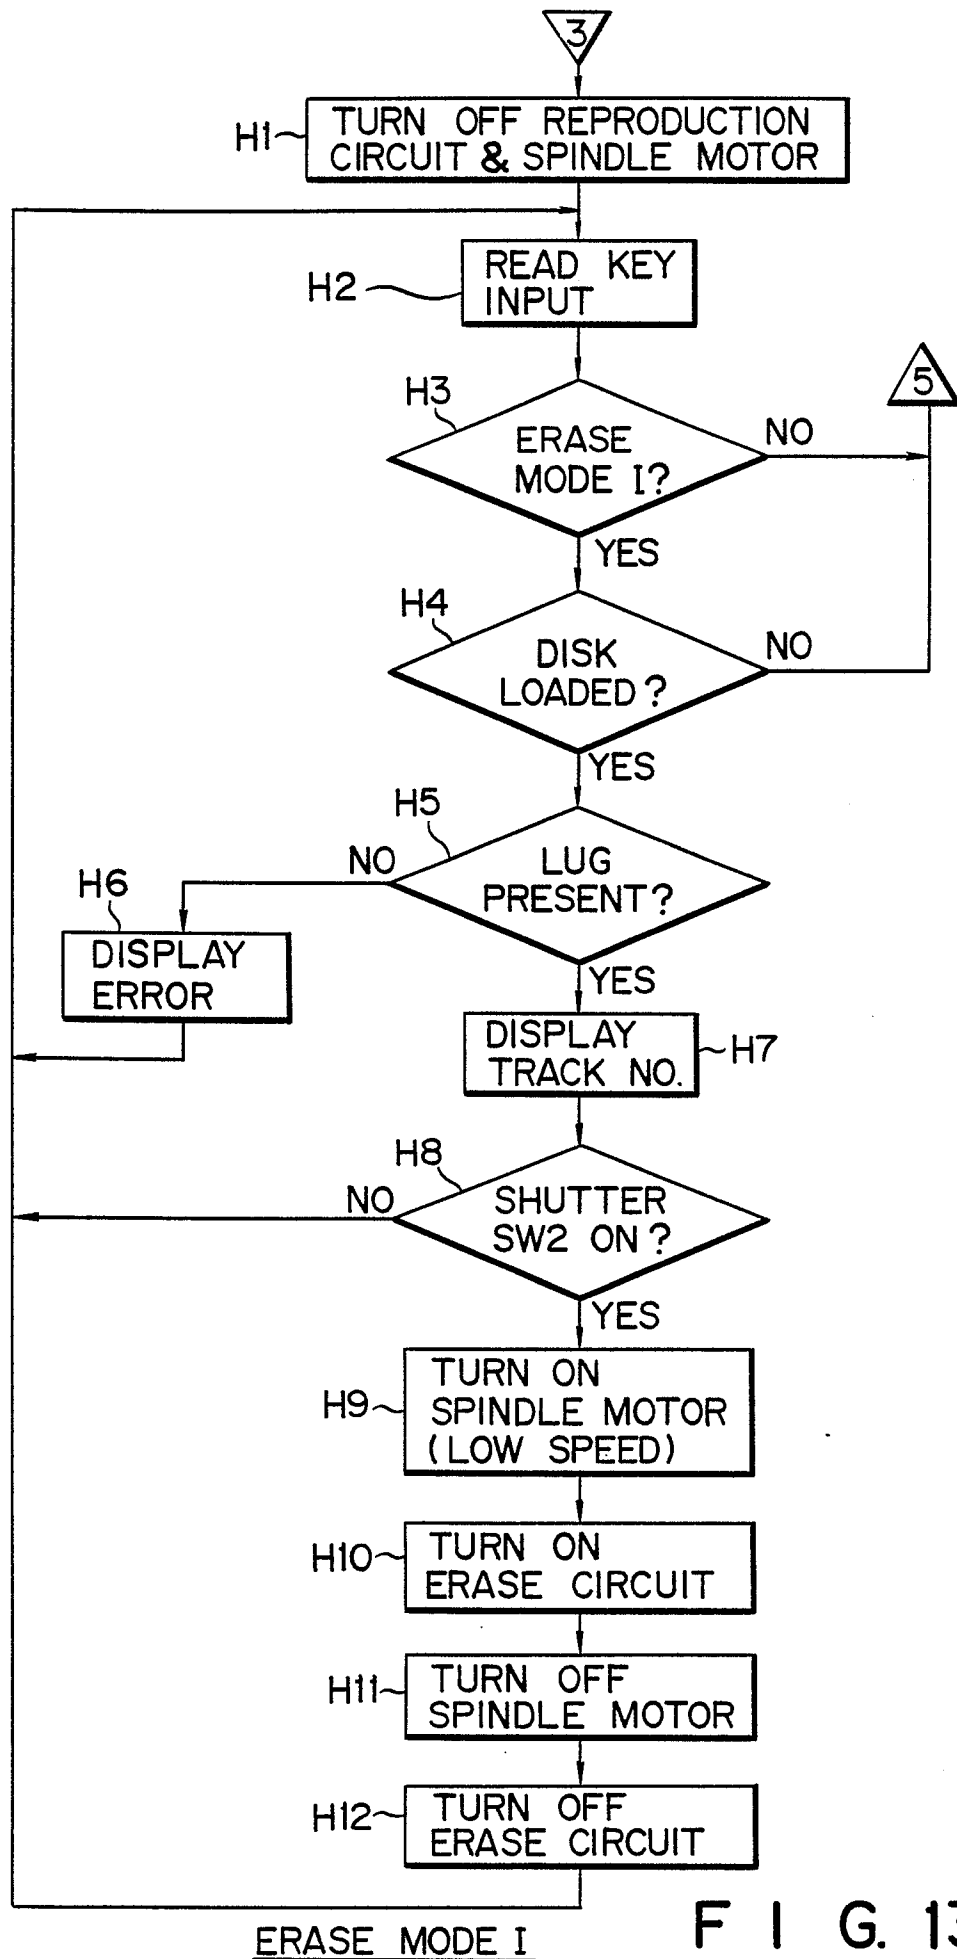 3
H1
TURN OFF REPRODUCTION
CIRCUIT & SPINDLE MOTOR
H2
READ KEY
INPUT
5
H3
ERASE
MODE I?
NO
YES
H4
DISK
LOADED?
NO
YES
H5
NO
LUG
PRESENT?
YES
H6
DISPLAY
ERROR
DISPLAY
TRACK NO.
H7
H8
NO
SHUTTER
SW2 ON?
YES
H9
TURN ON
SPINDLE MOTOR
(LOW SPEED)
H10
TURN ON
ERASE CIRCUIT
H11
TURN OFF
SPINDLE MOTOR
H12
TURN OFF
ERASE CIRCUIT
ERASE MODE I
FIG. 13